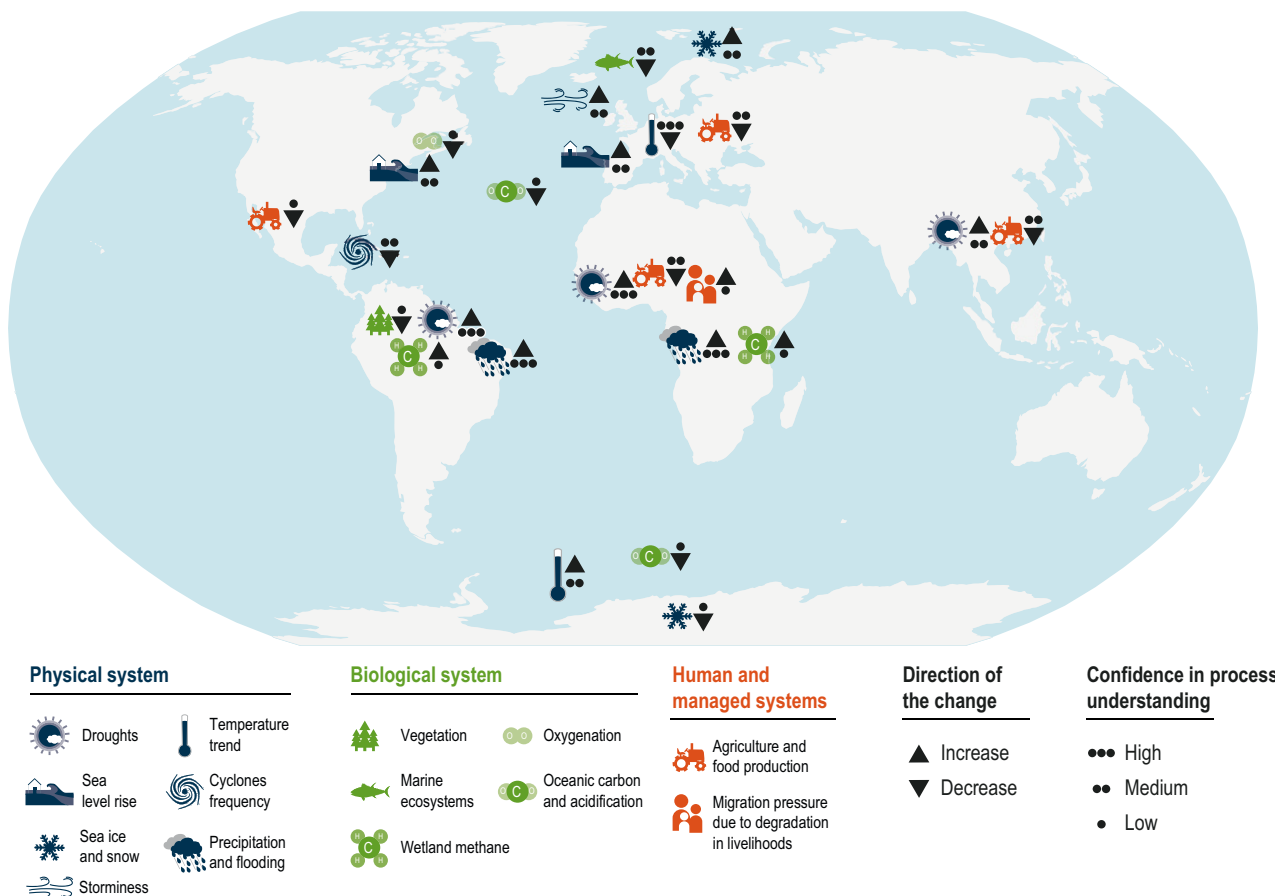 Physical system
Droughts
Temperature
trend
Sea
level rise
Cyclones
frequency
Sea ice
and snow
Precipitation
and flooding
Storminess
Biological system
Vegetation
Oxygenation
Marine
ecosystems
Oceanic carbon
and acidification
Wetland methane
Human and
managed systems
Agriculture and
food production
Migration pressure
due to degradation
in livelihoods
Direction of
the change
Increase
Decrease
Confidence in process
understanding
High
Medium
Low
O O
O C O
H H
C
H H
H H
C
H H
O C O
O O
O C O
H H
C
H H